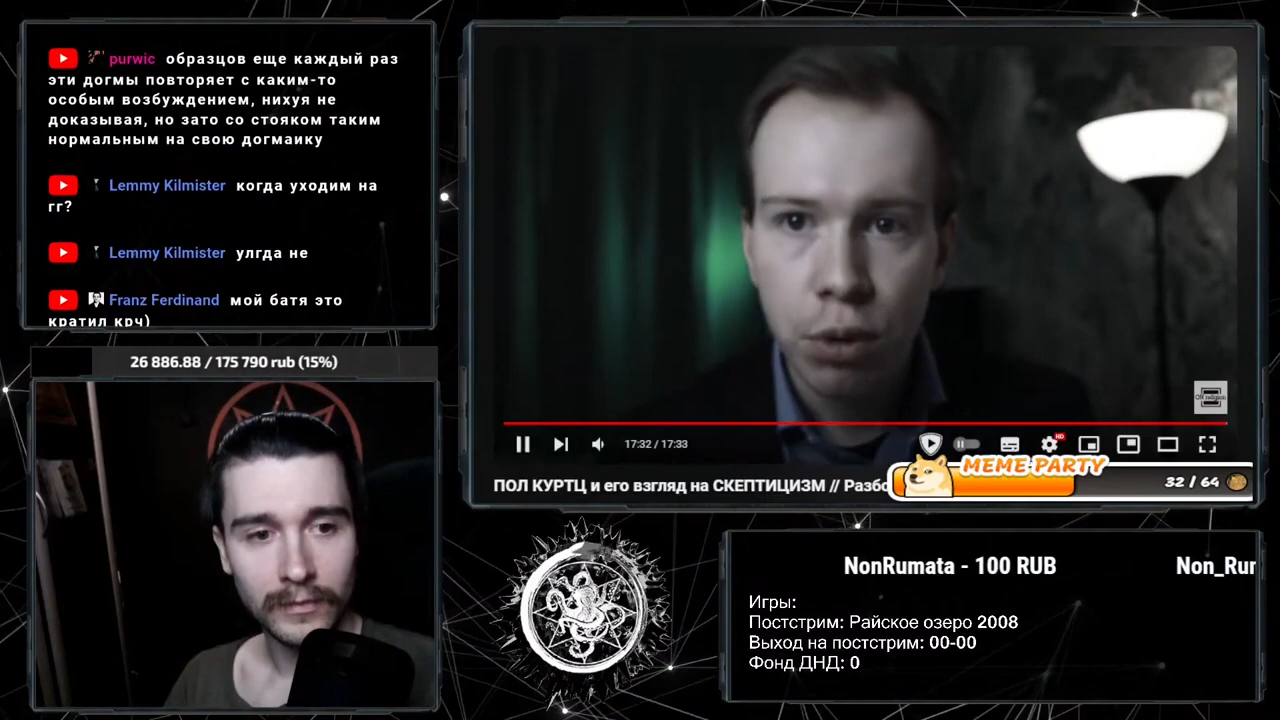 purwic образцов еще каждый раз
эти догмы повторяет с каким-то
особым возбуждением, нихуя не
доказывая, но зато со стояком таким
нормальным на свою догмаику
Lemmy Kilmister когда уходим на
гг?
Lemmy Kilmister улгда не
Franz Ferdinand мой батя это
кратил крч)
26 886.88 / 175 790 rub (15%)
17:32 / 17:33
HD
ON religion
ПОЛ КУРТЦ и его взгляд на СКЕПТИЦИЗМ // Разбо
MEME PARTY
32 / 64
NonRumata - 100 RUB
Non_Rur
Игры:
Постстрим: Райское озеро 2008
Выход на постстрим: 00-00
Фонд ДНД: 0